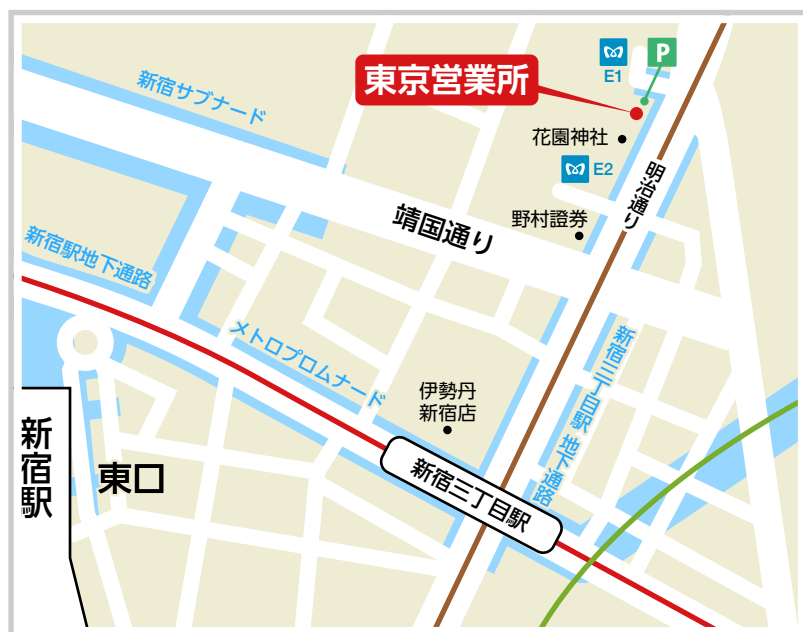 新宿サブナード
東京営業所
E1
P
花園神社
E2
明治通り
野村證券
靖国通り
新宿駅地下通路
メトロプロムナード
伊勢丹
新宿店
新宿三丁目駅 地下通路
新宿駅
東口
新宿三丁目駅